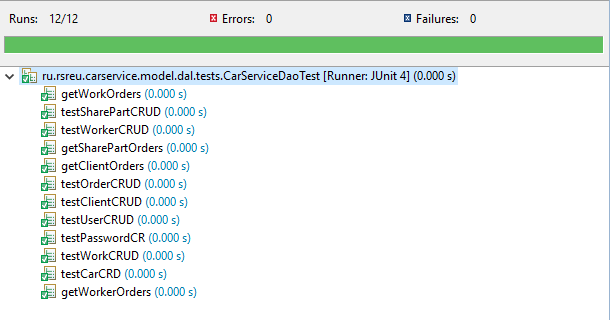 Runs: 12/12 Errors: 0 Failures: 0
ru.rsreu.carservice.model.dal.tests.CarServiceDaoTest [Runner: JUnit 4] (0.000 s)
getWorkOrders (0.000 s)
testSharePartCRUD (0.000 s)
testWorkerCRUD (0.000 s)
getSharePartOrders (0.000 s)
getClientOrders (0.000 s)
testOrderCRUD (0.000 s)
testClientCRUD (0.000 s)
testUserCRUD (0.000 s)
testPasswordCR (0.000 s)
testWorkCRUD (0.000 s)
testCarCRD (0.000 s)
getWorkerOrders (0.000 s)